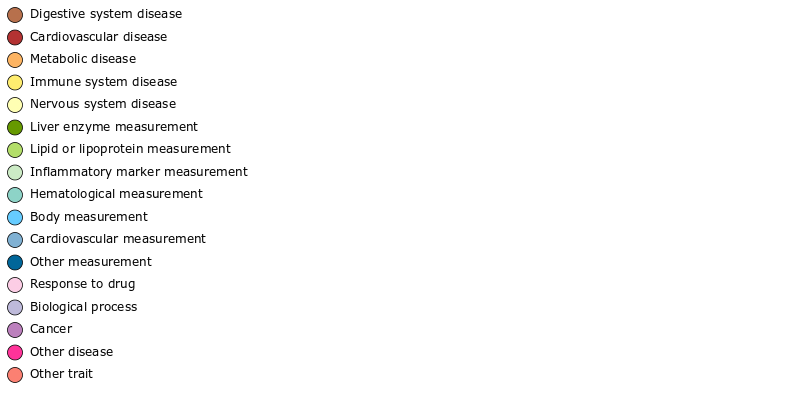 Digestive system disease
Cardiovascular disease
Metabolic disease
Immune system disease
Nervous system disease
Liver enzyme measurement
Lipid or lipoprotein measurement
Inflammatory marker measurement
Hematological measurement
Body measurement
Cardiovascular measurement
Other measurement
Response to drug
Biological process
Cancer
Other disease
Other trait